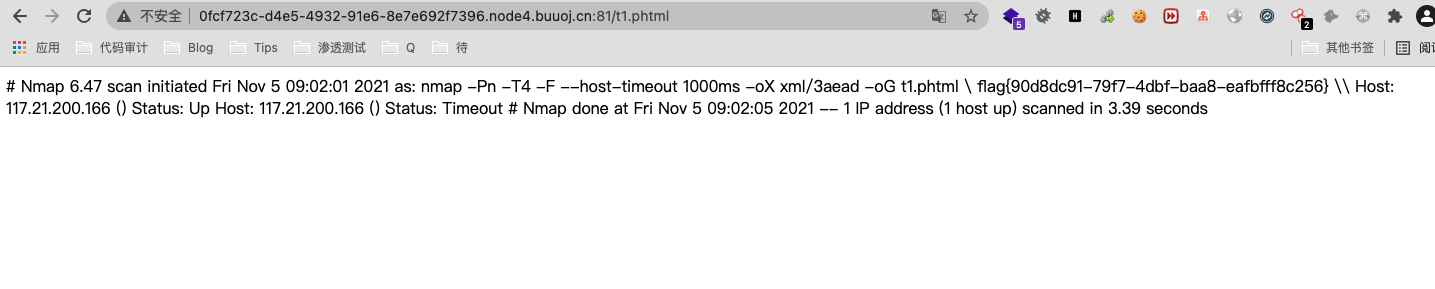 不安全 0fcf723c-d4e5-4932-91e6-8e7e692f7396.node4.buuoj.cn:81/t1.phtml
5 H 2
应用 代码审计 Blog Tips 渗透测试 Q 待 其他书签
# Nmap 6.47 scan initiated Fri Nov 5 09:02:01 2021 as: nmap -Pn -T4 -F --host-timeout 1000ms -oX xml/3aead -oG t1.phtml \ flag{90d8dc91-79f7-4dbf-baa8-eafbfff8c256} \\ Host:
117.21.200.166 () Status: Up Host: 117.21.200.166 () Status: Timeout # Nmap done at Fri Nov 5 09:02:05 2021 -- 1 IP address (1 host up) scanned in 3.39 seconds